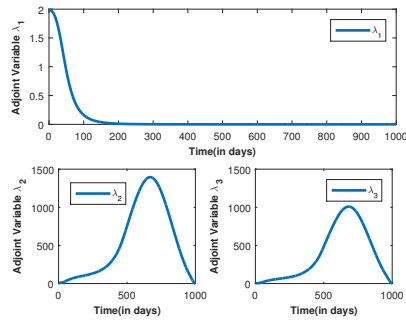 2
1.5
1
0.5
0
Adjoint Variable λ1
λ1
0 100 200 300 400 500 600 700 800 900 1000
Time(in days)
1500
1000
500
0
Adjoint Variable λ2
λ2
0 500 1000
Time(in days)
1500
1000
500
0
Adjoint Variable λ3
λ3
0 500 1000
Time(in days)